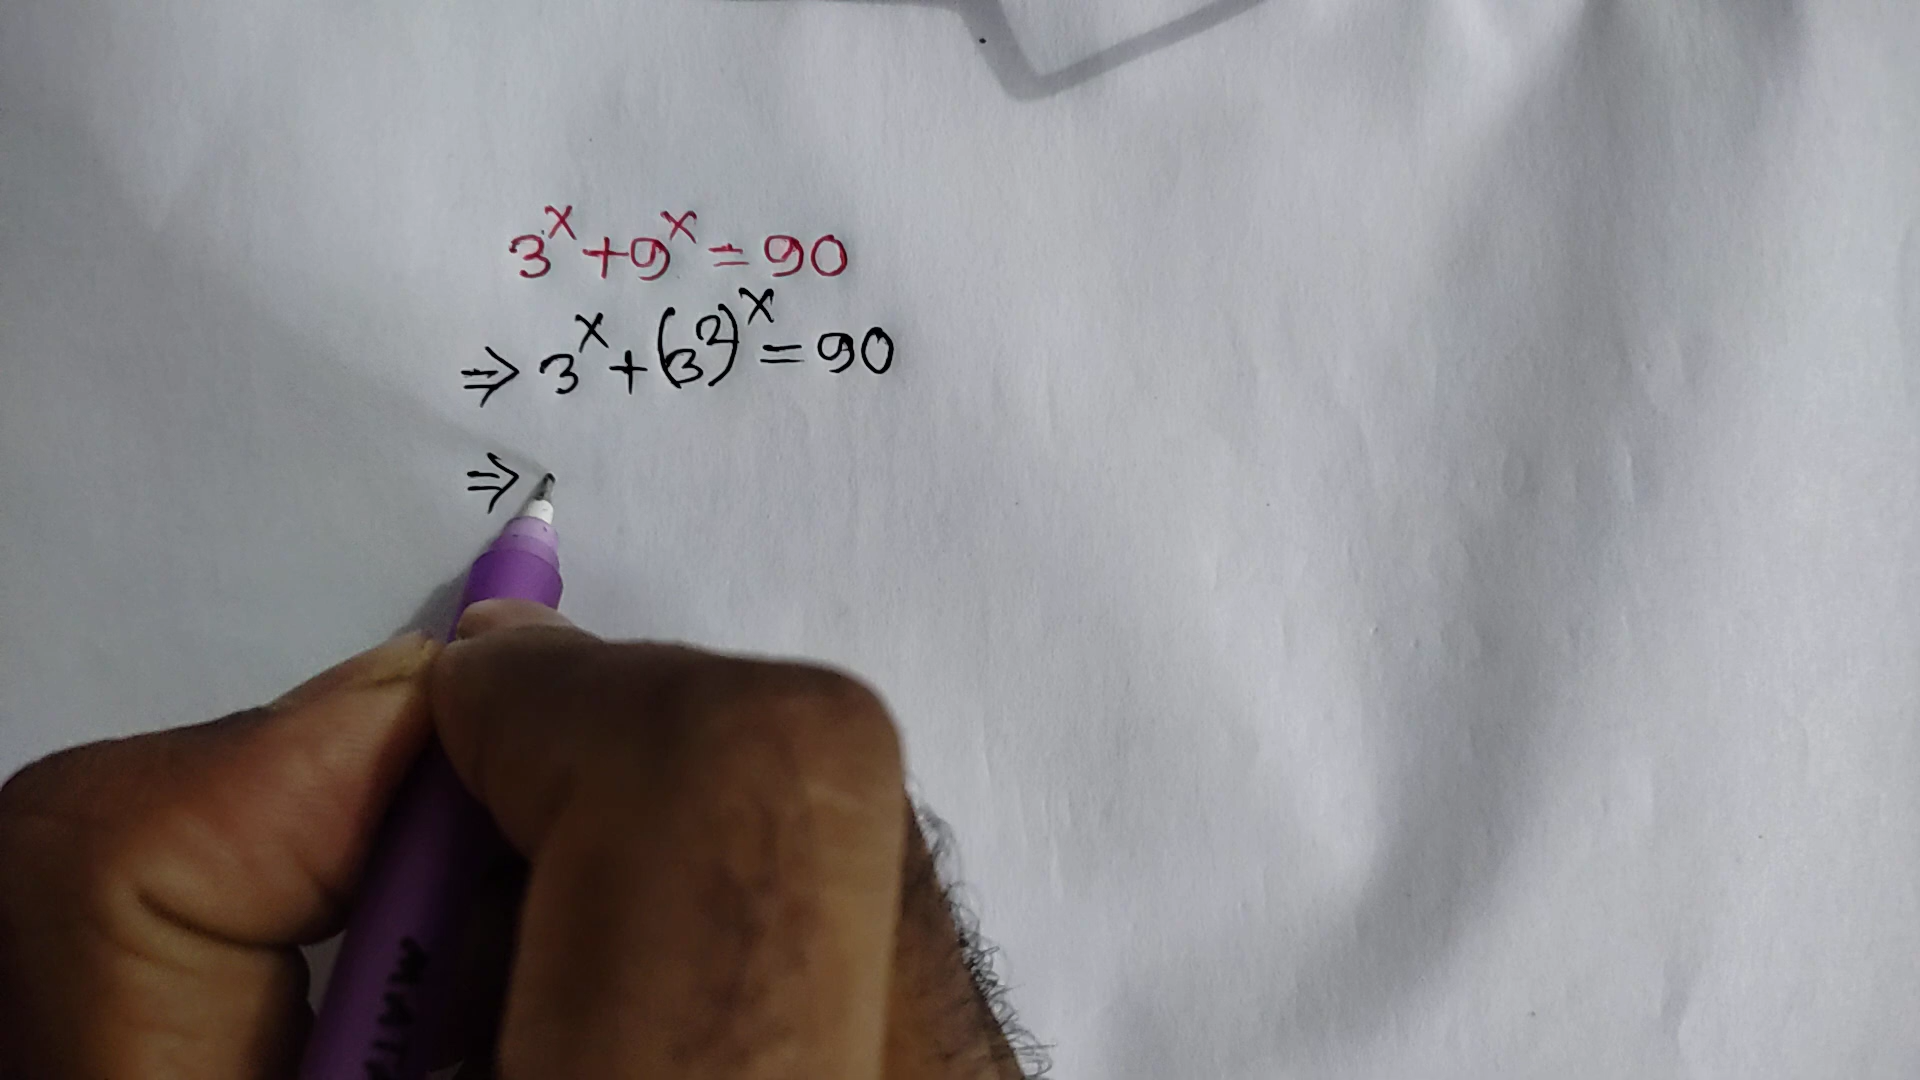 3^x + 9^x = 90
⇒ 3^x + (3^2)^x = 90
⇒